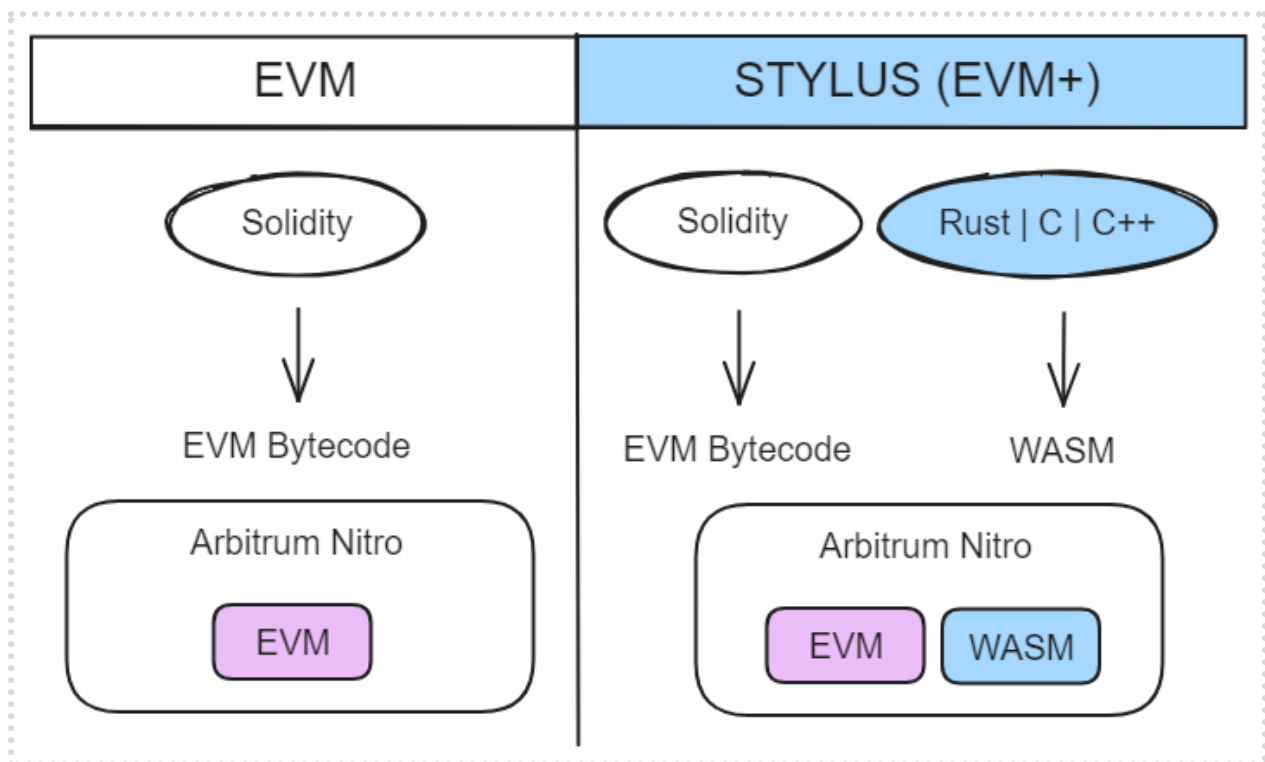 EVM
STYLUS (EVM+)
Solidity
Solidity
Rust | C | C++
EVM Bytecode
EVM Bytecode
WASM
Arbitrum Nitro
Arbitrum Nitro
EVM
EVM
WASM